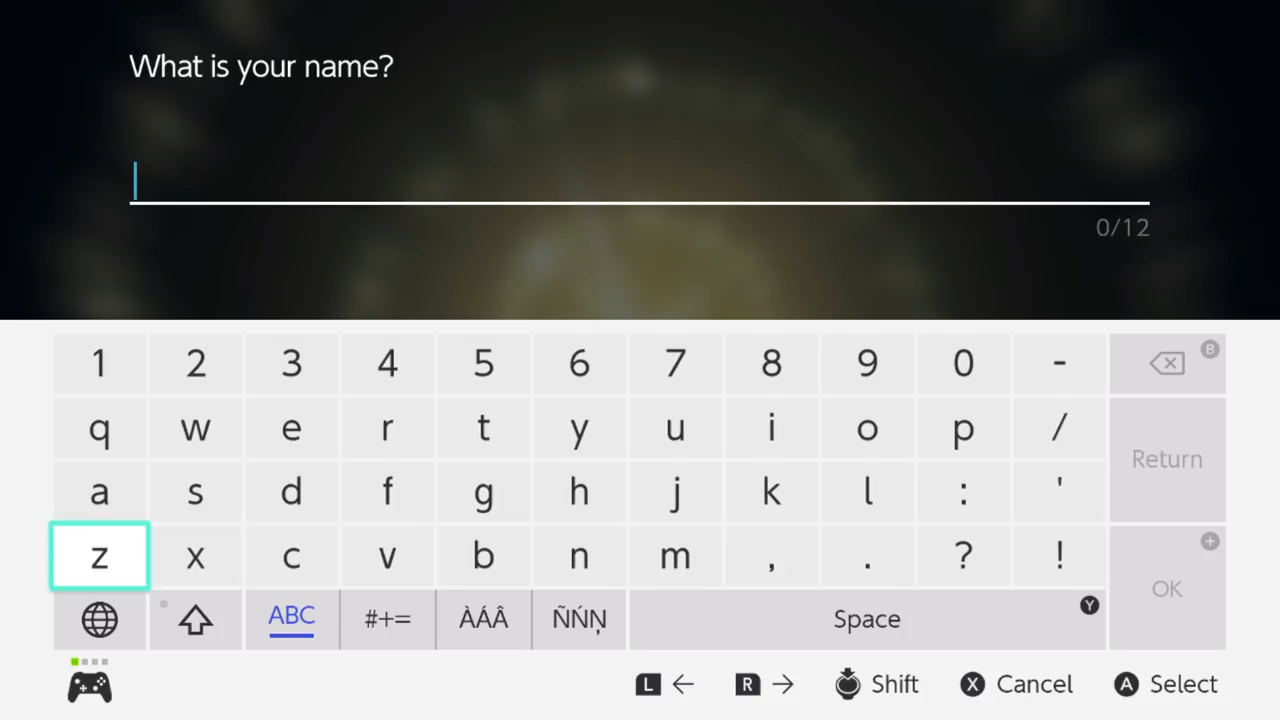 What is your name?
0/12
1 2 3 4 5 6 7 8 9 0 - B
q w e r t y u i o p /
a s d f g h j k l : ' Return
z x c v b n m , . ? ! +
ABC #+= ÀÁÂ ÑŃŅ Space Y OK
L ← R → Shift X Cancel A Select